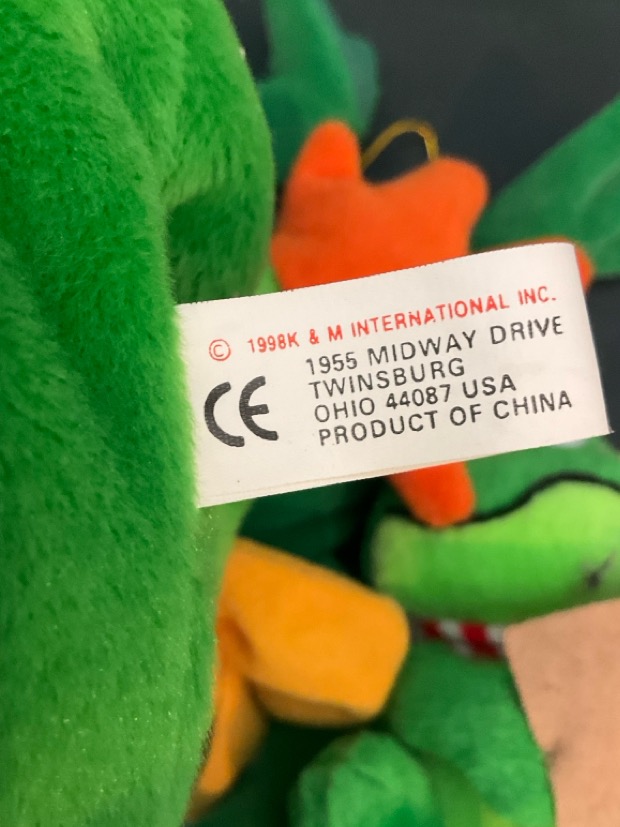 © 1998K & M INTERNATIONAL INC.
1955 MIDWAY DRIVE
TWINSBURG
OHIO 44087 USA
PRODUCT OF CHINA
CE